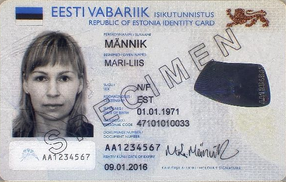 EESTI VABARIIK ISIKUTUNNISTUS
REPUBLIC OF ESTONIA IDENTITY CARD
MÄNNIK
MARI-LIIS
N/F
EST
01.01.1971
47101010033
AA1234567
09.01.2016
AA1234567
SPECIMEN